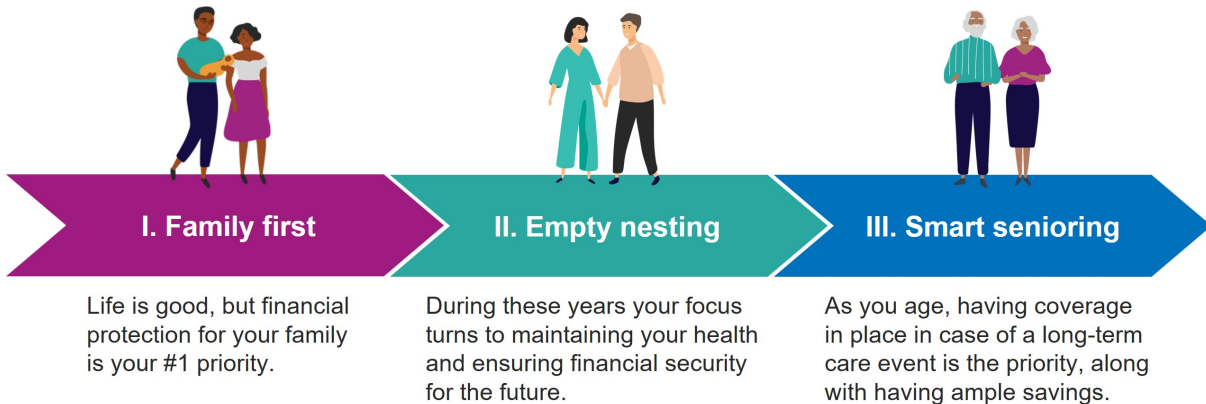 I. Family first
II. Empty nesting
III. Smart senioring
Life is good, but financial
protection for your family
is your #1 priority.
During these years your focus
turns to maintaining your health
and ensuring financial security
for the future.
As you age, having coverage
in place in case of a long-term
care event is the priority, along
with having ample savings.